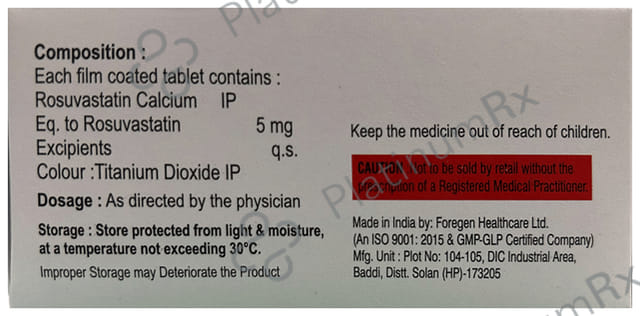 Composition :
Each film coated tablet contains :
Rosuvastatin Calcium IP
Eq. to Rosuvastatin 5 mg
Excipients q.s.
Colour :Titanium Dioxide IP
Dosage : As directed by the physician
Storage : Store protected from light & moisture,
at a temperature not exceeding 30°C.
Improper Storage may Deteriorate the Product
Keep the medicine out of reach of children.
CAUTION Not to be sold by retail without the
prescription of a Registered Medical Practitioner.
Made in India by: Foregen Healthcare Ltd.
(An ISO 9001: 2015 & GMP-GLP Certified Company)
Mfg. Unit : Plot No: 104-105, DIC Industrial Area,
Baddi, Distt. Solan (HP)-173205
PlatinumRx
PlatinumRx
PlatinumRx